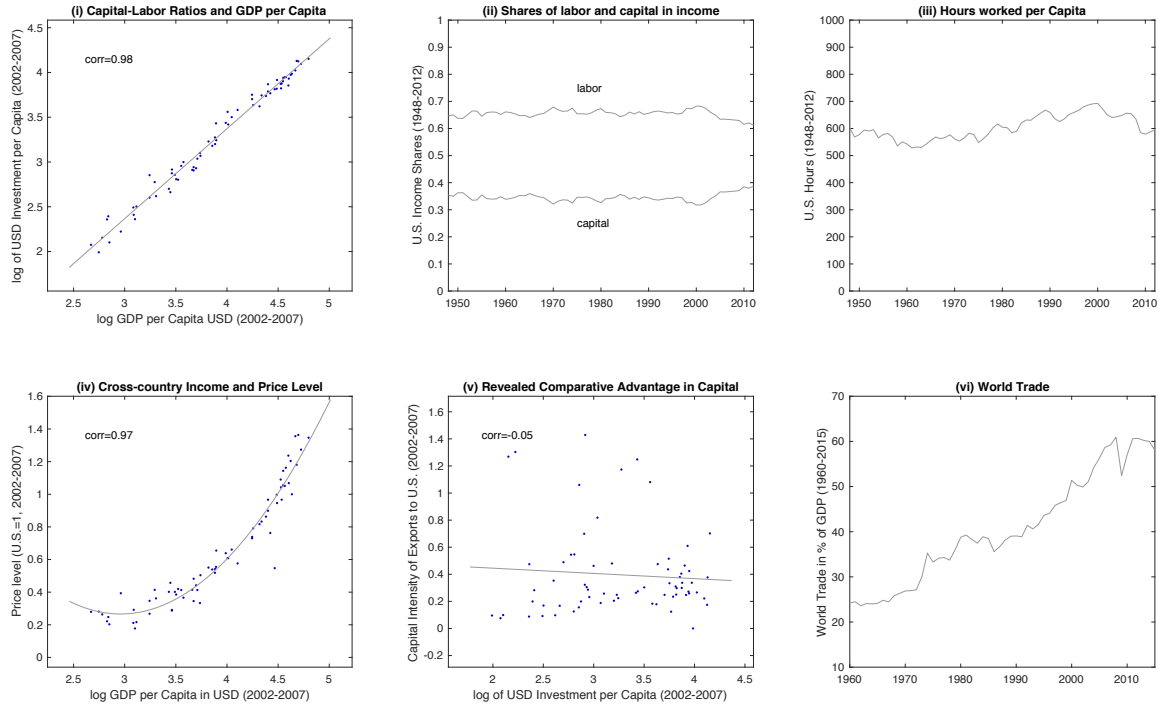 (i) Capital-Labor Ratios and GDP per Capita
log of USD Investment per Capita (2002-2007)
4.5
4
3.5
3
2.5
2
corr=0.98
2.5 3 3.5 4 4.5 5
log GDP per Capita USD (2002-2007)
(ii) Shares of labor and capital in income
U.S. Income Shares (1948-2012)
1
0.9
0.8
0.7
0.6
0.5
0.4
0.3
0.2
0.1
0
labor
capital
1950 1960 1970 1980 1990 2000 2010
(iii) Hours worked per Capita
U.S. Hours (1948-2012)
1000
900
800
700
600
500
400
300
200
100
0
1950 1960 1970 1980 1990 2000 2010
(iv) Cross-country Income and Price Level
Price level (U.S.=1, 2002-2007)
1.6
1.4
1.2
1
0.8
0.6
0.4
0.2
0
corr=0.97
2.5 3 3.5 4 4.5 5
log GDP per Capita in USD (2002-2007)
(v) Revealed Comparative Advantage in Capital
Capital Intensity of Exports to U.S. (2002-2007)
1.6
1.4
1.2
1
0.8
0.6
0.4
0.2
0
-0.2
corr=-0.05
2 2.5 3 3.5 4 4.5
log of USD Investment per Capita (2002-2007)
(vi) World Trade
World Trade in % of GDP (1960-2015)
70
60
50
40
30
20
10
1960 1970 1980 1990 2000 2010